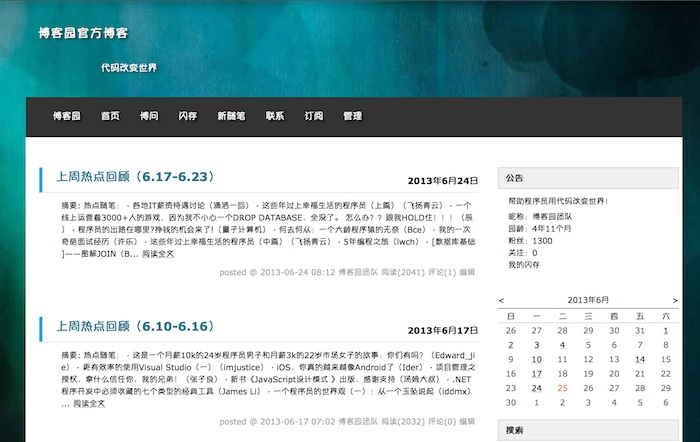 博客园官方博客
代码改变世界
博客园 首页 博问 闪存 新随笔 联系 订阅 管理
上周热点回顾（6.17-6.23）
2013年6月24日
摘要: 热点随笔： · 各地IT薪资待遇讨论（潇洒一回） · 这些年过上幸福生活的程序员（上篇）（飞扬青云） · 一个
线上运营着3000+人的游戏，因为我不小心一个DROP DATABASE，全没了。 怎么办？？跟我HOLD住！！！（辰
） · 程序员的出路在哪里?挣钱的机会来了!（量子计算机） · 何去何从：一个大龄程序猿的无奈（Bce） · 我的一次
奇葩面试经历（许乐） · 这些年过上幸福生活的程序员（中篇）（飞扬青云） · 5年编程之旅（lwch） · [数据库基础
]——图解JOIN（B... 阅读全文
posted @ 2013-06-24 08:12 博客园团队 阅读(2041) 评论(1) 编辑
上周热点回顾（6.10-6.16）
2013年6月17日
摘要: 热点随笔： · 这是一个月薪10k的24岁程序员男子和月薪3k的22岁市场女子的故事，你们有吗？（Edward_ji
e） · 更有效率的使用Visual Studio（一）（imjustice） · iOS，你真的越来越像Android了（Ider） · 项目管理之
授权，拿什么信任你，我的兄弟！（张子良） · 新书《JavaScript设计模式 》出版，感谢支持（汤姆大叔） · .NET
程序开发中必须收藏的七个类型的经典工具（James Li） · 一个程序员的世界观（一）：从一个玉坠说起（iddmx）
... 阅读全文
posted @ 2013-06-17 07:02 博客园团队 阅读(2032) 评论(0) 编辑
公告
帮助程序员用代码改变世界！
昵称：博客园团队
园龄：4年11个月
粉丝：1300
关注：0
我的闪存
< 2013年6月 >
日 一 二 三 四 五 六
26 27 28 29 30 31 1
2 3 4 5 6 7 8
9 10 11 12 13 14 15
16 17 18 19 20 21 22
23 24 25 26 27 28 29
30 1 2 3 4 5 6
搜索